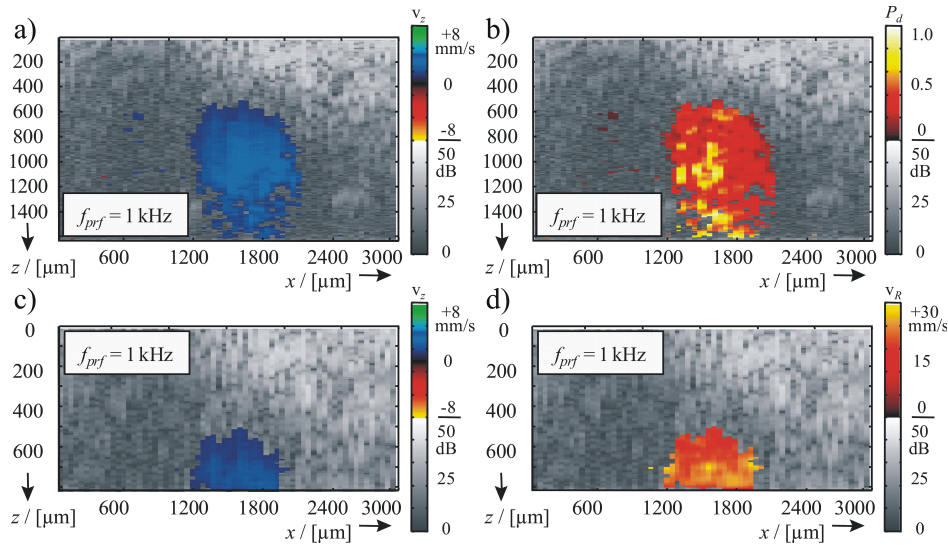 a)
v_z
+8
mm/s
0
-8
50
dB
25
0
200
400
600
800
1000
1200
1400
f_prf = 1 kHz
z / [µm]
600
1200
1800
2400
3000
x / [µm]
b)
P_d
1.0
0.5
0
50
dB
25
0
200
400
600
800
1000
1200
1400
f_prf = 1 kHz
z / [µm]
600
1200
1800
2400
3000
x / [µm]
c)
v_z
+8
mm/s
0
-8
50
dB
25
0
0
200
400
600
f_prf = 1 kHz
z / [µm]
600
1200
1800
2400
3000
x / [µm]
d)
v_R
+30
mm/s
15
0
50
dB
25
0
0
200
400
600
f_prf = 1 kHz
z / [µm]
600
1200
1800
2400
3000
x / [µm]